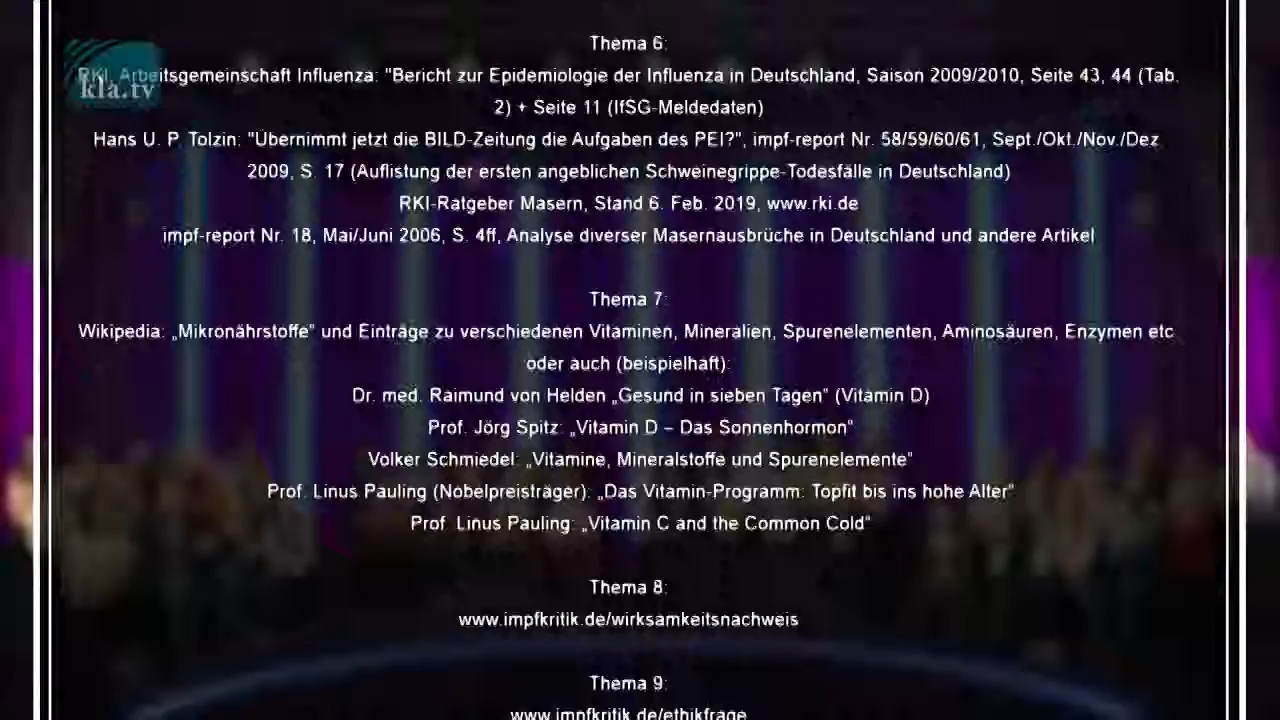 Thema 6:
RKI, Arbeitsgemeinschaft Influenza: "Bericht zur Epidemiologie der Influenza in Deutschland, Saison 2009/2010, Seite 43, 44 (Tab.
kla.tv
2) + Seite 11 (IfSG-Meldedaten)
Hans U. P. Tolzin: "Übernimmt jetzt die BILD-Zeitung die Aufgaben des PEI?", impf-report Nr. 58/59/60/61, Sept./Okt./Nov./Dez.
2009, S. 17 (Auflistung der ersten angeblichen Schweinegrippe-Todesfälle in Deutschland)
RKI-Ratgeber Masern, Stand 6. Feb. 2019, www.rki.de
impf-report Nr. 18, Mai/Juni 2006, S. 4ff, Analyse diverser Masernausbrüche in Deutschland und andere Artikel
Thema 7:
Wikipedia: „Mikronährstoffe“ und Einträge zu verschiedenen Vitaminen, Mineralien, Spurenelementen, Aminosäuren, Enzymen etc.
oder auch (beispielhaft):
Dr. med. Raimund von Helden „Gesund in sieben Tagen“ (Vitamin D)
Prof. Jörg Spitz: „Vitamin D – Das Sonnenhormon“
Volker Schmiedel: „Vitamine, Mineralstoffe und Spurenelemente“
Prof. Linus Pauling (Nobelpreisträger): „Das Vitamin-Programm: Topfit bis ins hohe Alter“
Prof. Linus Pauling: „Vitamin C and the Common Cold“
Thema 8:
www.impfkritik.de/wirksamkeitsnachweis
Thema 9:
www.impfkritik.de/ethikfrage